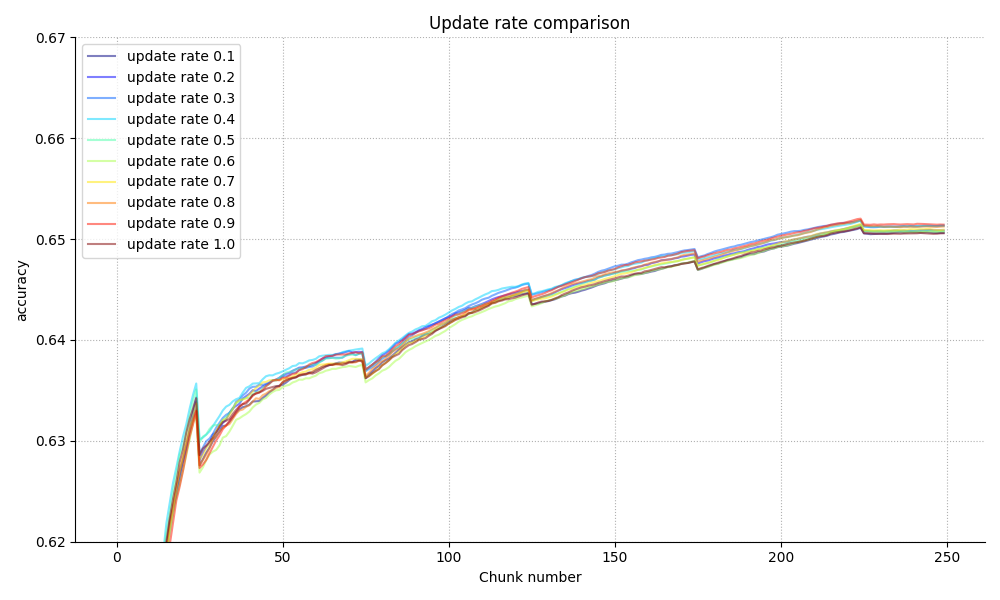 Update rate comparison
0.67
0.66
0.65
0.64
0.63
0.62
accuracy
update rate 0.1
update rate 0.2
update rate 0.3
update rate 0.4
update rate 0.5
update rate 0.6
update rate 0.7
update rate 0.8
update rate 0.9
update rate 1.0
0 50 100 150 200 250
Chunk number